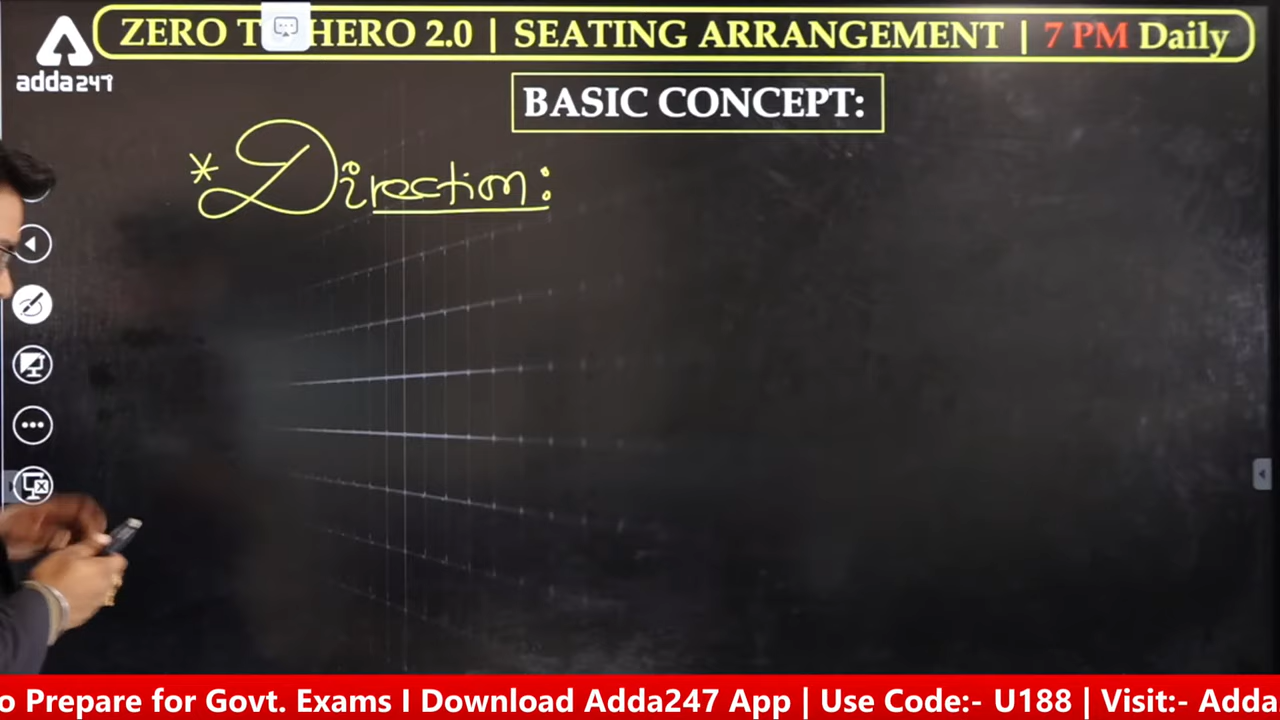 ZERO T HERO 2.0 | SEATING ARRANGEMENT | 7 PM Daily
adda247
BASIC CONCEPT:
* Direction:
o Prepare for Govt. Exams I Download Adda247 App | Use Code:- U188 | Visit:- Adda